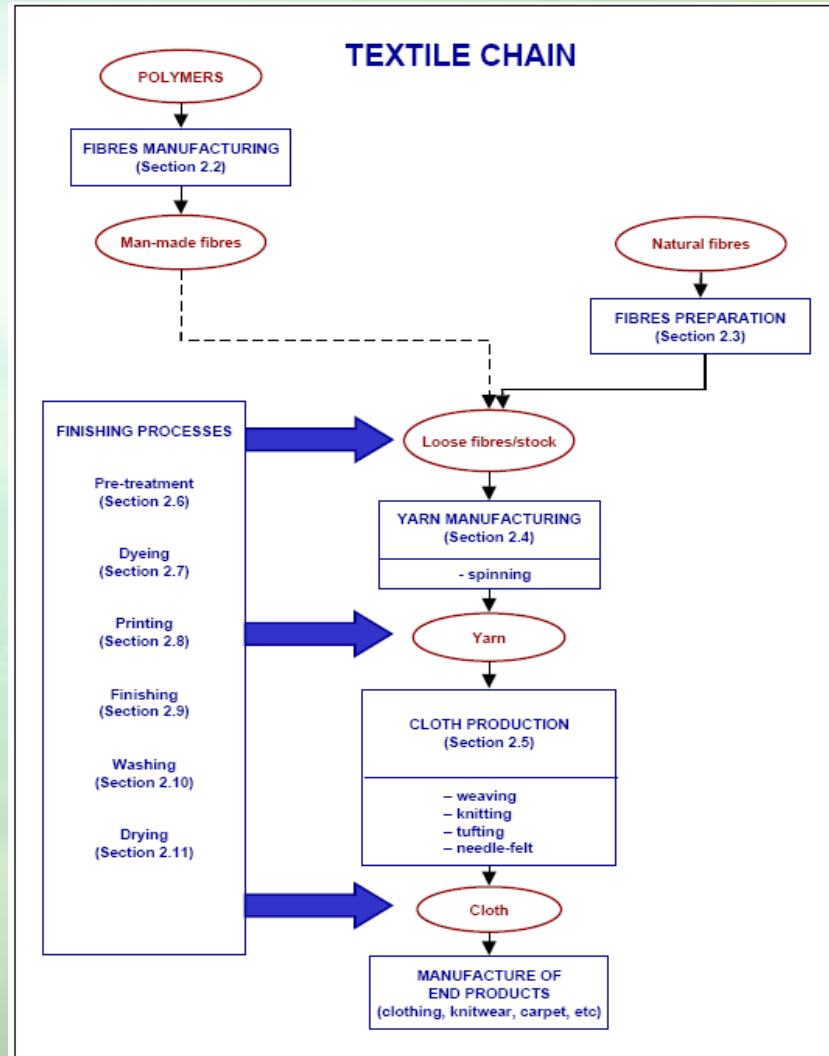 TEXTILE CHAIN
POLYMERS
FIBRES MANUFACTURING
(Section 2.2)
Man-made fibres
Natural fibres
FIBRES PREPARATION
(Section 2.3)
FINISHING PROCESSES
Pre-treatment
(Section 2.6)
Dyeing
(Section 2.7)
Printing
(Section 2.8)
Finishing
(Section 2.9)
Washing
(Section 2.10)
Drying
(Section 2.11)
Loose fibres/stock
YARN MANUFACTURING
(Section 2.4)
- spinning
Yarn
CLOTH PRODUCTION
(Section 2.5)
– weaving
– knitting
– tufting
– needle-felt
Cloth
MANUFACTURE OF
END PRODUCTS
(clothing, knitwear, carpet, etc)